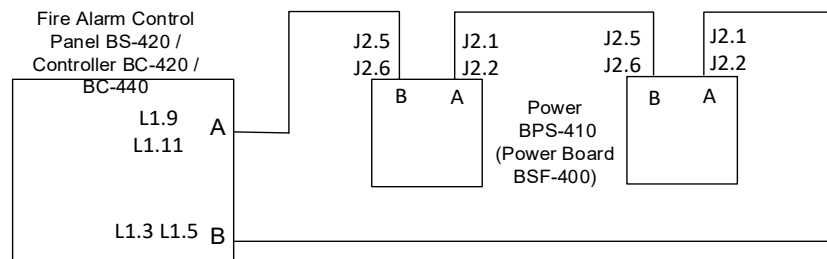 Fire Alarm Control
Panel BS-420 /
Controller BC-420 /
BC-440
L1.9
L1.11
A
L1.3 L1.5
B
J2.5
J2.6
J2.1
J2.2
B
A
Power
BPS-410
(Power Board
BSF-400)
J2.5
J2.6
J2.1
J2.2
B
A